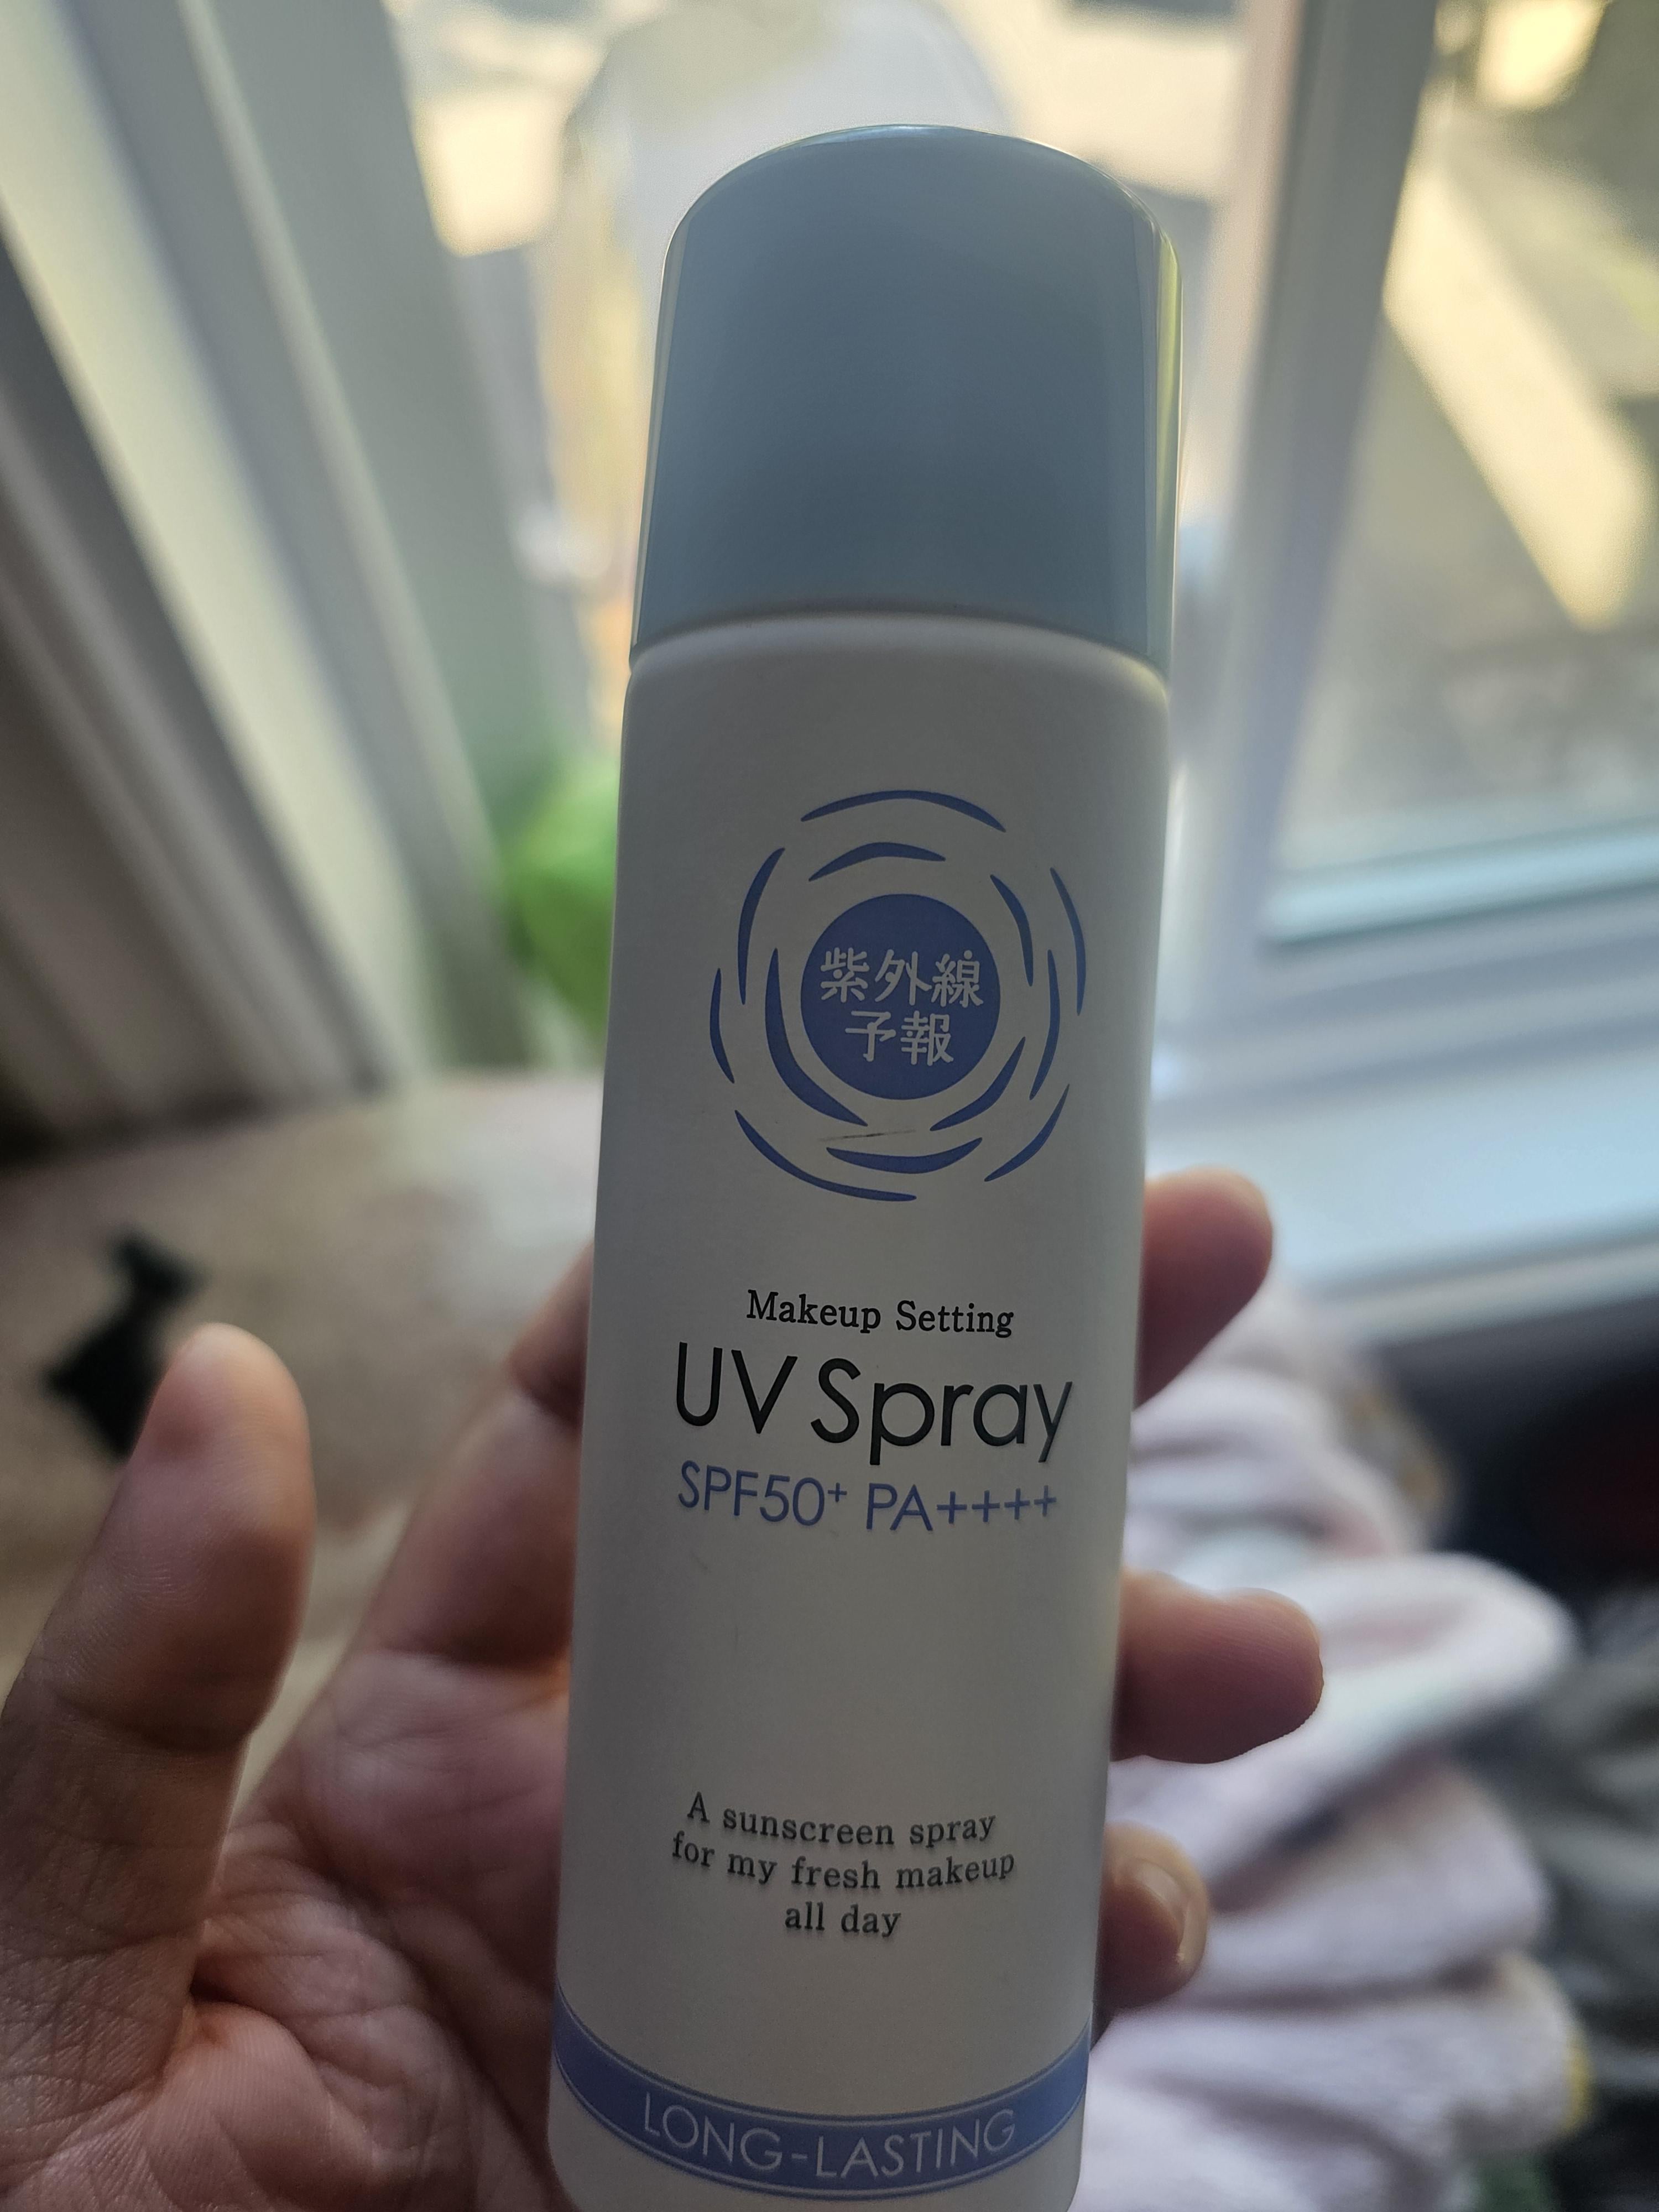 紫外線
予報
Makeup Setting
UV Spray
SPF50⁺ PA++++
A sunscreen spray
for my fresh makeup
all day
LONG-LASTING